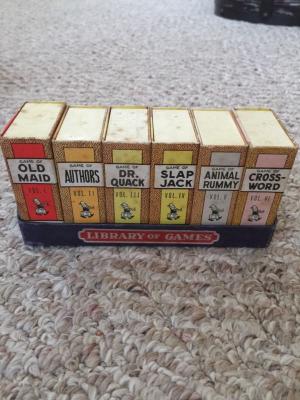 GAME OF
OLD
MAID
VOL. I
GAME OF
AUTHORS
VOL. II
GAME OF
DR.
QUACK
VOL. III
GAME OF
SLAP
JACK
VOL. IV
GAME OF
ANIMAL
RUMMY
VOL. V
GAME OF
CROSS-
WORD
VOL. VI
LIBRARY OF GAMES